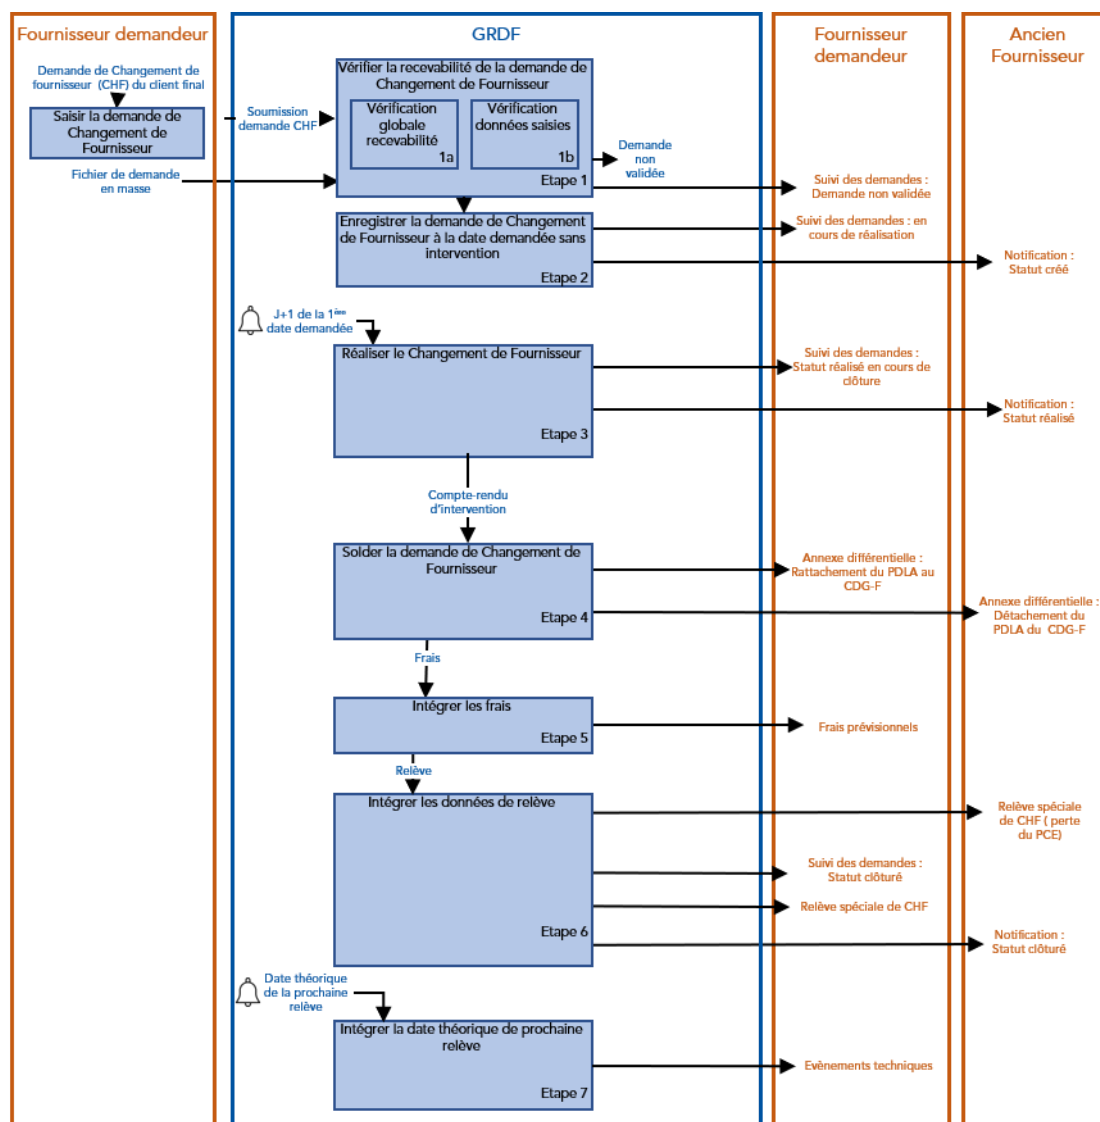 Fournisseur demandeur
GRDF
Fournisseur
demandeur
Ancien
Fournisseur
Demande de Changement de
fournisseur (CHF) du client final
Saisir la demande de
Changement de
Fournisseur
Soumission
demande CHF
Fichier de demande
en masse
Vérifier la recevabilité de la demande de
Changement de Fournisseur
Vérification
globale
recevabilité
1a
Vérification
données saisies
1b
Etape 1
Demande
non
validée
Suivi des demandes :
Demande non validée
Enregistrer la demande de Changement
de Fournisseur à la date demandée sans
intervention
Etape 2
Suivi des demandes : en
cours de réalisation
Notification :
Statut créé
J+1 de la 1ère
date demandée
Réaliser le Changement de Fournisseur
Etape 3
Suivi des demandes :
Statut réalisé en cours de
clôture
Notification :
Statut réalisé
Compte-rendu
d'intervention
Solder la demande de Changement de
Fournisseur
Etape 4
Annexe différentielle :
Rattachement du PDLA au
CDG-F
Annexe différentielle :
Détachement du
PDLA du CDG-F
Frais
Intégrer les frais
Etape 5
Frais prévisionnels
Relève
Intégrer les données de relève
Etape 6
Relève spéciale
de CHF ( perte
du PCE)
Suivi des demandes :
Statut clôturé
Relève spéciale de CHF
Notification :
Statut clôturé
Date théorique
de la prochaine
relève
Intégrer la date théorique de prochaine
relève
Etape 7
Evènements techniques